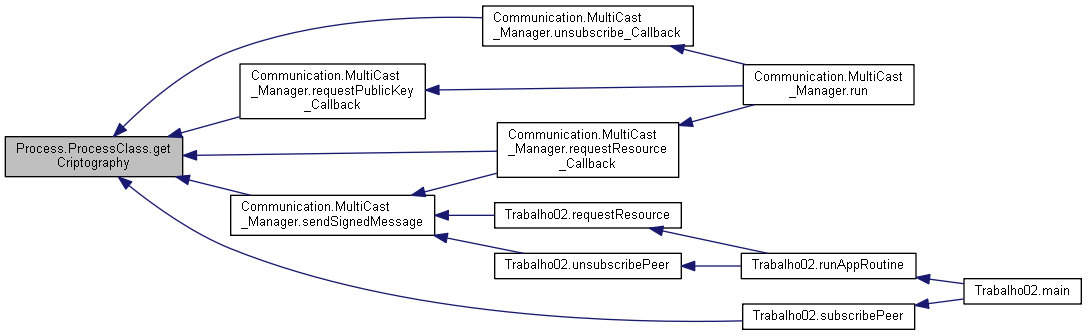 Communication.MultiCast
_Manager.unsubscribe_Callback
Communication.MultiCast
_Manager.requestPublicKey
_Callback
Communication.MultiCast
_Manager.run
Process.ProcessClass.get
Criptography
Communication.MultiCast
_Manager.requestResource
_Callback
Communication.MultiCast
_Manager.sendSignedMessage
Trabalho02.requestResource
Trabalho02.unsubscribePeer
Trabalho02.runAppRoutine
Trabalho02.main
Trabalho02.subscribePeer